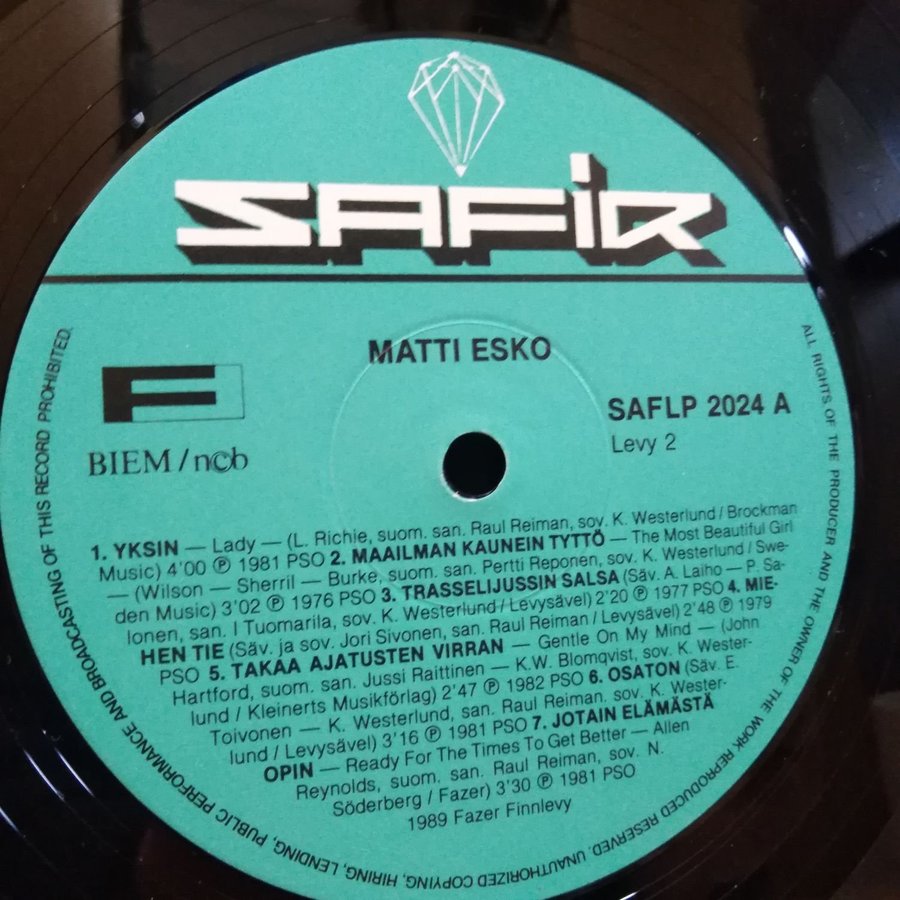 SAFIR
MATTI ESKO
SAFLP 2024 A
Levy 2
F
BIEM/ncb
1. YKSIN — Lady — (L. Richie, suom. san. Raul Reiman, sov. K. Westerlund / Brockman
Music) 4'00 ℗ 1981 PSO 2. MAAILMAN KAUNEIN TYTTÖ — The Most Beautiful Girl
— (Wilson — Sherril — Burke, suom. san. Pertti Reponen, sov. K. Westerlund / Swe-
den Music) 3'02 ℗ 1976 PSO 3. TRASSELIJUSSIN SALSA (Säv. A. Laiho — P. Sa-
lonen, san. I Tuomarila, sov. K. Westerlund / Levysävel) 2'20 ℗ 1977 PSO 4. MIE-
HEN TIE (Säv. ja sov. Jori Sivonen, san. Raul Reiman / Levysävel) 2'48 ℗ 1979
PSO 5. TAKAA AJATUSTEN VIRRAN — Gentle On My Mind — (John
Hartford, suom. san. Jussi Raittinen — K.W. Blomqvist, sov. K. Wester-
lund / Kleinerts Musikförlag) 2'47 ℗ 1982 PSO 6. OSATON (Säv. E.
Toivonen — K. Westerlund, san. Raul Reiman. sov. K. Wester-
lund / Levysävel) 3'16 ℗ 1981 PSO 7. JOTAIN ELÄMÄSTÄ
OPIN — Ready For The Times To Get Better — Allen
Reynolds, suom. san. Raul Reiman, sov. N.
Söderberg / Fazer) 3'30 ℗ 1981 PSO
1989 Fazer Finnlevy
ALL RIGHTS OF THE PRODUCER AND THE OWNER OF THE WORK REPRODUCED RESERVED. UNAUTHORIZED COPYING, HIRING, LENDING, PUBLIC PERFORMANCE AND BROADCASTING OF THIS RECORD PROHIBITED.